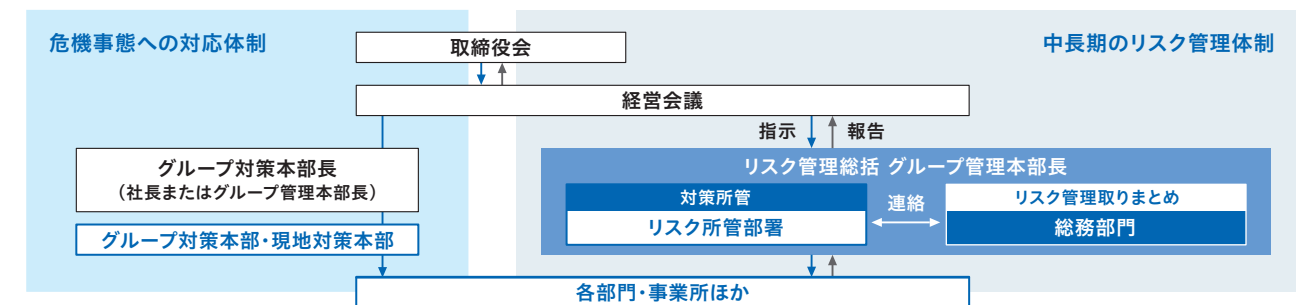 危機事態への対応体制
中長期のリスク管理体制
取締役会
経営会議
指示
報告
グループ対策本部長
（社長またはグループ管理本部長）
グループ対策本部・現地対策本部
リスク管理総括 グループ管理本部長
対策所管
リスク所管部署
連絡
リスク管理取りまとめ
総務部門
各部門・事業所ほか